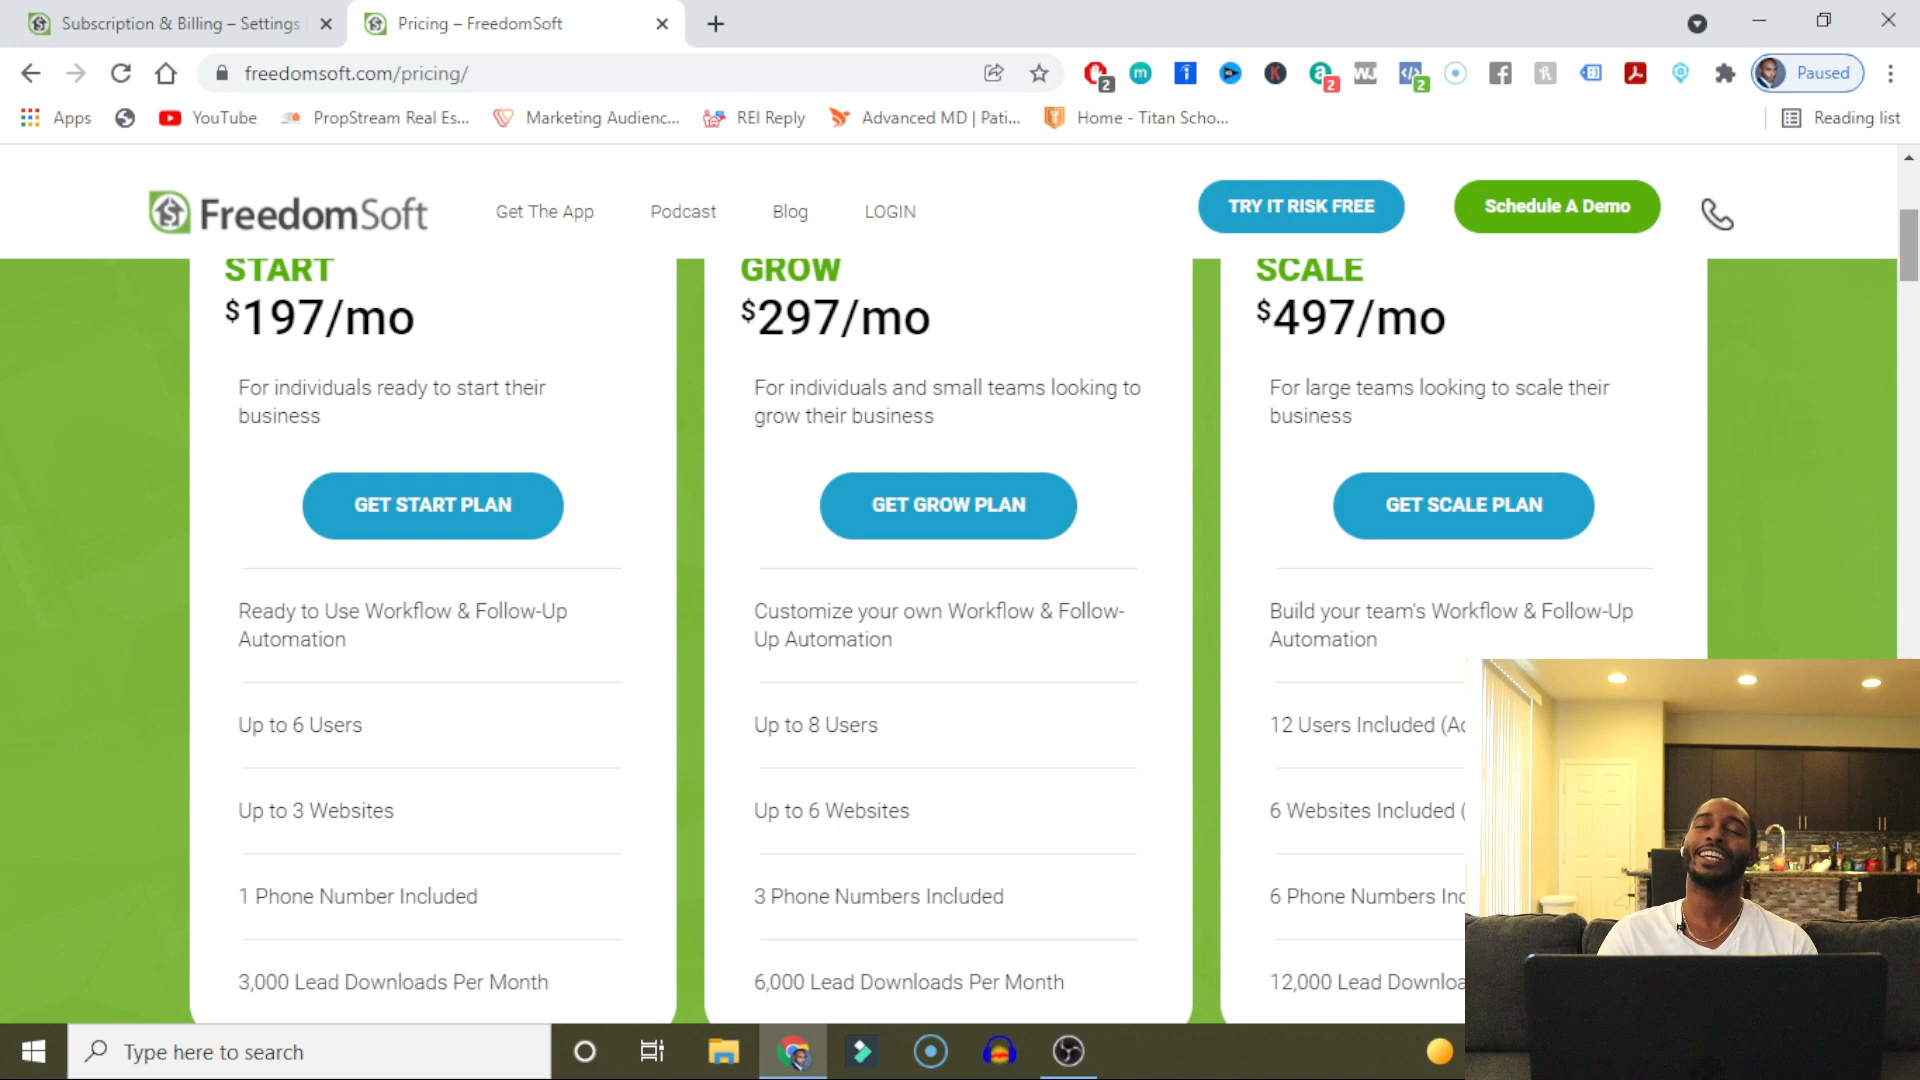 Subscription & Billing – Settings
Pricing – FreedomSoft
freedomsoft.com/pricing/
2
m
K
a
2
WJ
2
Paused
Apps
YouTube
PropStream Real Es...
Marketing Audienc...
REI Reply
Advanced MD | Pati...
Home - Titan Scho...
Reading list
FreedomSoft
Get The App
Podcast
Blog
LOGIN
TRY IT RISK FREE
Schedule A Demo
START
$197/mo
For individuals ready to start their
business
GET START PLAN
Ready to Use Workflow & Follow-Up
Automation
Up to 6 Users
Up to 3 Websites
1 Phone Number Included
3,000 Lead Downloads Per Month
GROW
$297/mo
For individuals and small teams looking to
grow their business
GET GROW PLAN
Customize your own Workflow & Follow-
Up Automation
Up to 8 Users
Up to 6 Websites
3 Phone Numbers Included
6,000 Lead Downloads Per Month
SCALE
$497/mo
For large teams looking to scale their
business
GET SCALE PLAN
Build your team's Workflow & Follow-Up
Automation
12 Users Included
6 Websites Included (
6 Phone Numbers Inc
12,000 Lead Downloa
Type here to search